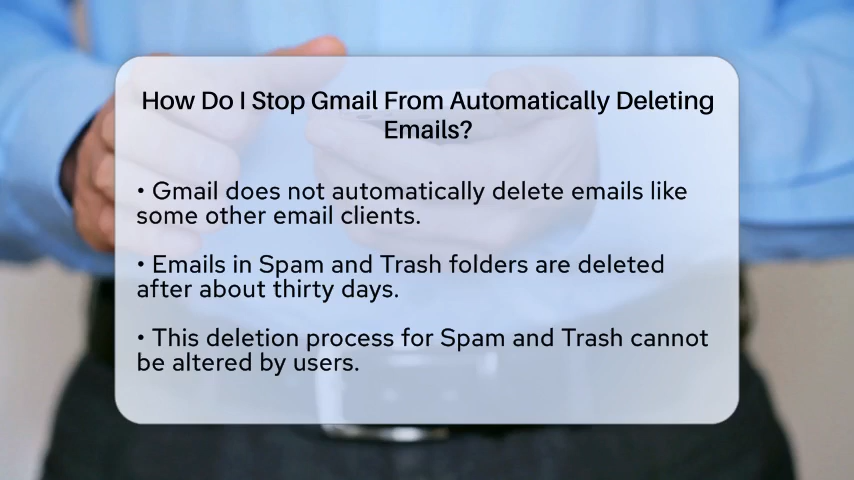 How Do I Stop Gmail From Automatically Deleting
Emails?
• Gmail does not automatically delete emails like
some other email clients.
• Emails in Spam and Trash folders are deleted
after about thirty days.
• This deletion process for Spam and Trash cannot
be altered by users.